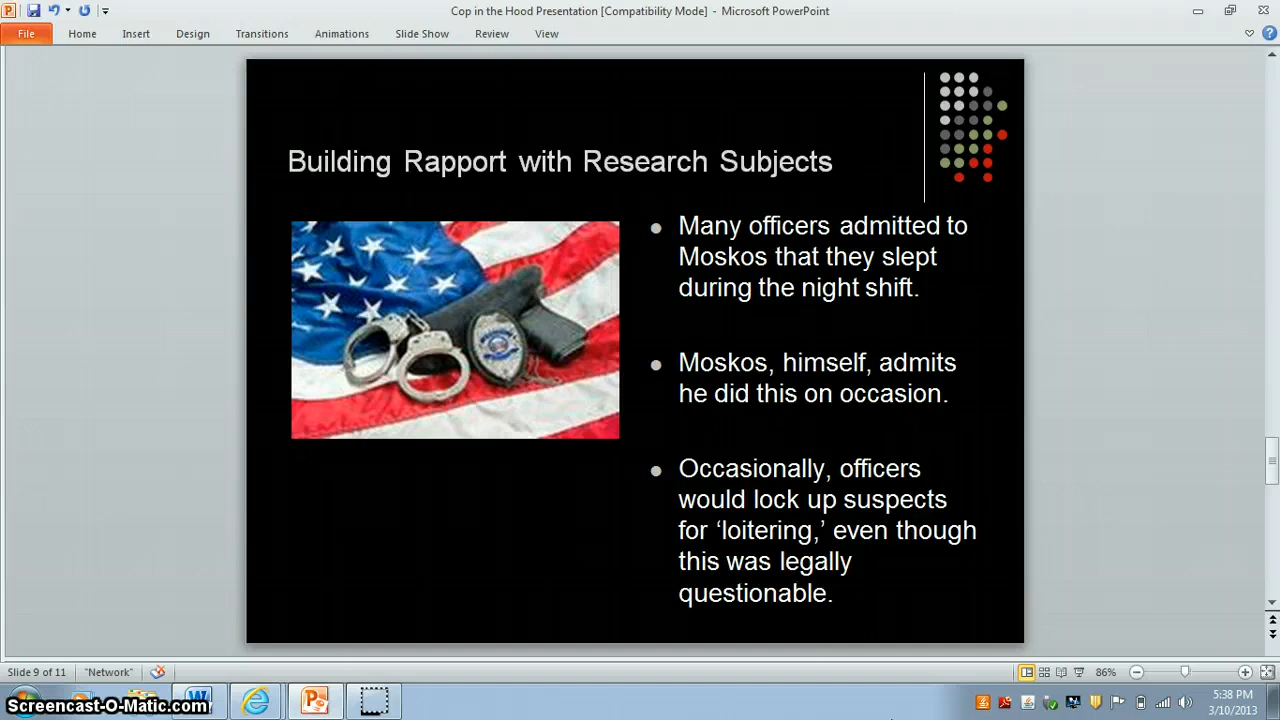 Cop in the Hood Presentation [Compatibility Mode] - Microsoft PowerPoint
File Home Insert Design Transitions Animations Slide Show Review View
Building Rapport with Research Subjects
Many officers admitted to
Moskos that they slept
during the night shift.
Moskos, himself, admits
he did this on occasion.
Occasionally, officers
would lock up suspects
for ‘loitering,’ even though
this was legally
questionable.
Slide 9 of 11 "Network" 86%
Screencast-O-Matic.com
5:38 PM
3/10/2013